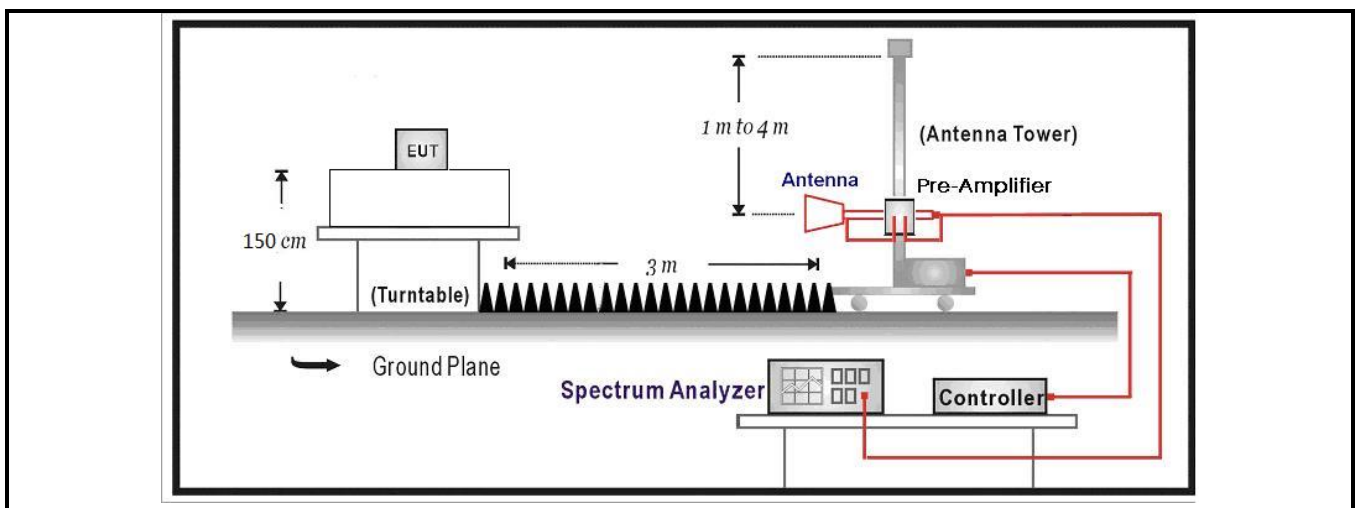 EUT
150 cm
(Turntable)
3 m
1 m to 4 m
(Antenna Tower)
Antenna
Pre-Amplifier
Ground Plane
Spectrum Analyzer
Controller